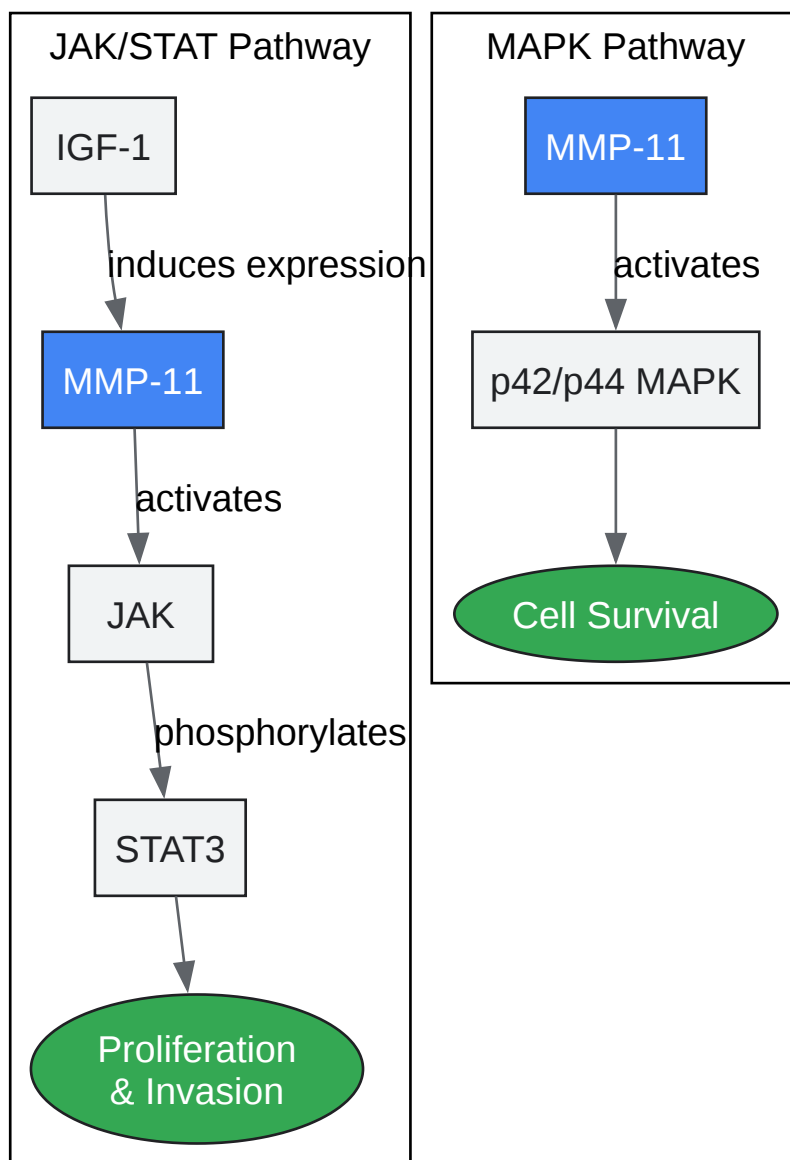 JAK/STAT Pathway
IGF-1
induces expression
MMP-11
activates
JAK
phosphorylates
STAT3
Proliferation
& Invasion
MAPK Pathway
MMP-11
activates
p42/p44 MAPK
Cell Survival